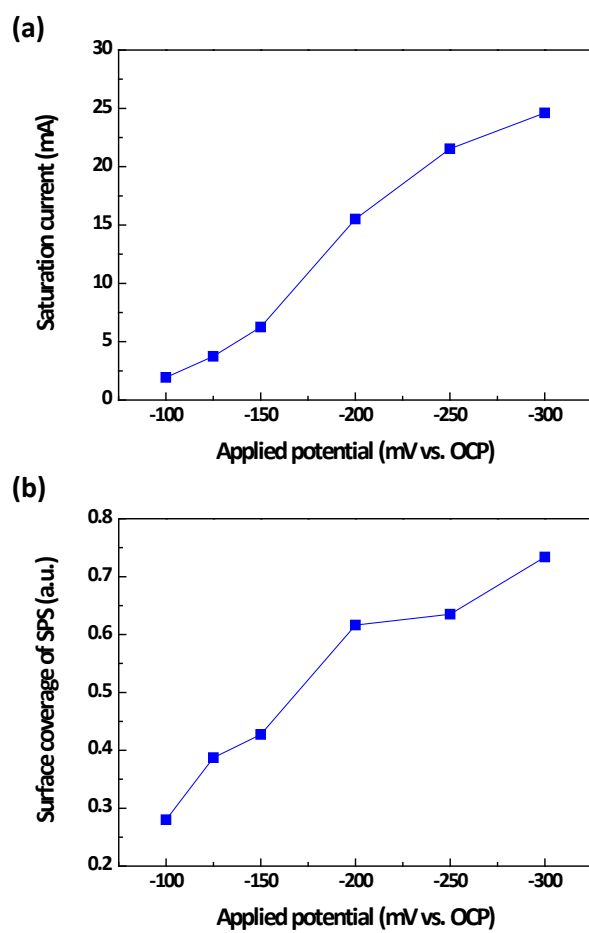 (a)
30
25
20
15
10
5
0
Saturation current (mA)
-100 -150 -200 -250 -300
Applied potential (mV vs. OCP)
(b)
0.8
0.7
0.6
0.5
0.4
0.3
0.2
Surface coverage of SPS (a.u.)
-100 -150 -200 -250 -300
Applied potential (mV vs. OCP)